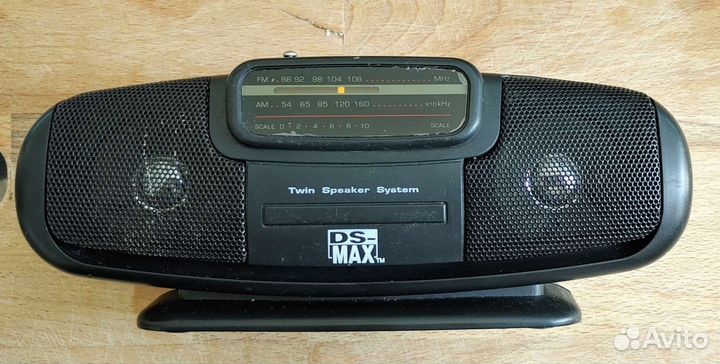 FM 88 92 98 104 108 MHz
AM 54 65 85 120 160 x10kHz
SCALE 0 - 2 - 4 - 6 - 8 - 10 SCALE
Twin Speaker System
DS-
MAX™
Avito